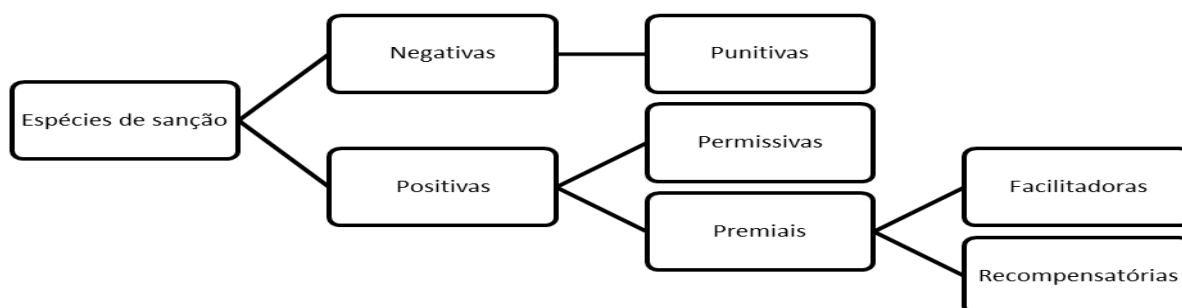 Espécies de sanção
Negativas
Punitivas
Positivas
Permissivas
Premiais
Facilitadoras
Recompensatórias